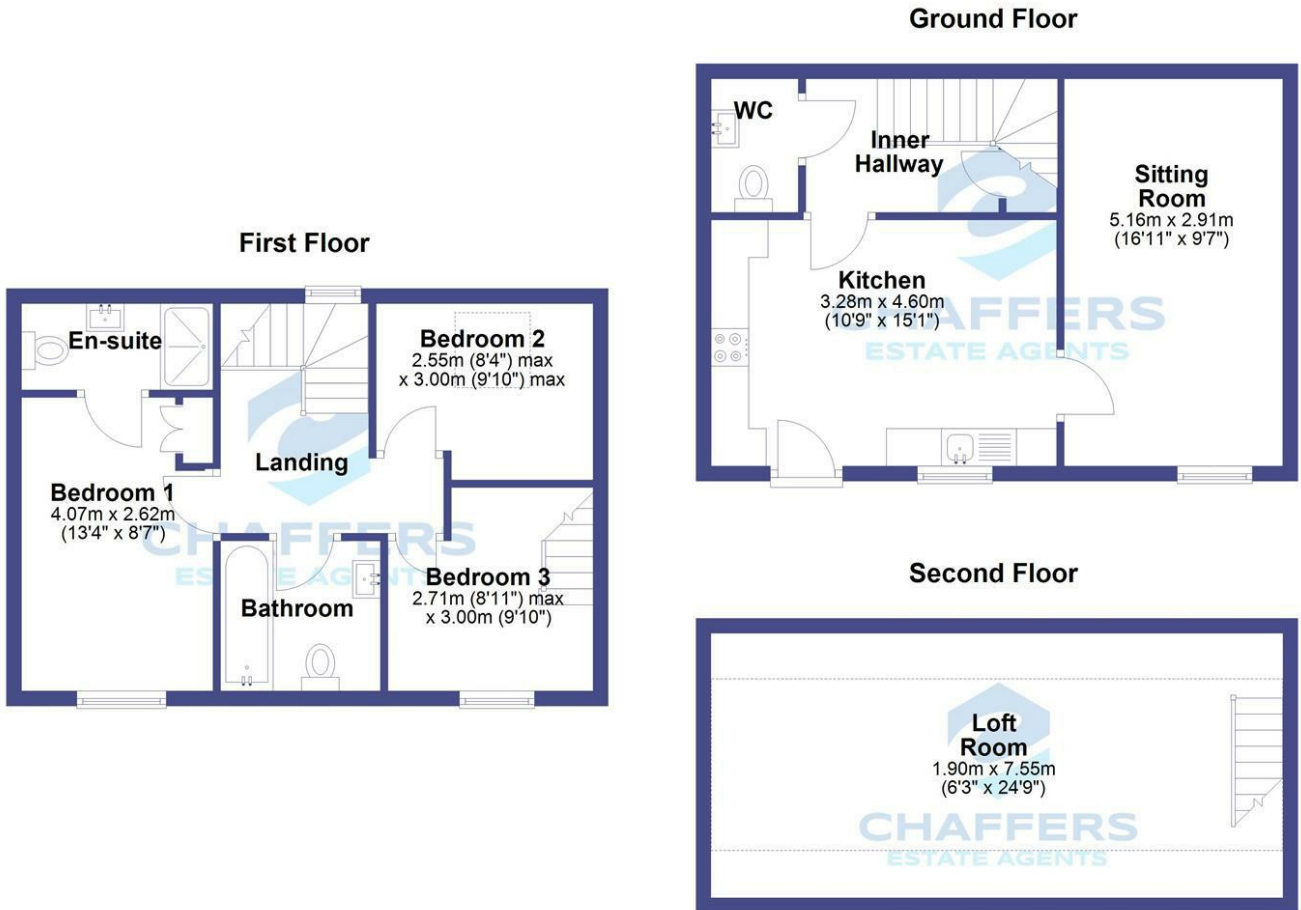 Ground Floor
WC
Inner
Hallway
Sitting
Room
5.16m x 2.91m
(16'11" x 9'7")
Kitchen
3.28m x 4.60m
(10'9" x 15'1")
CHAFFERS
ESTATE AGENTS
First Floor
En-suite
Bedroom 2
2.55m (8'4") max
x 3.00m (9'10") max
Landing
Bedroom 1
4.07m x 2.62m
(13'4" x 8'7")
CHAFFERS
ESTATE AGENTS
Bathroom
Bedroom 3
2.71m (8'11") max
x 3.00m (9'10")
Second Floor
Loft
Room
1.90m x 7.55m
(6'3" x 24'9")
CHAFFERS
ESTATE AGENTS